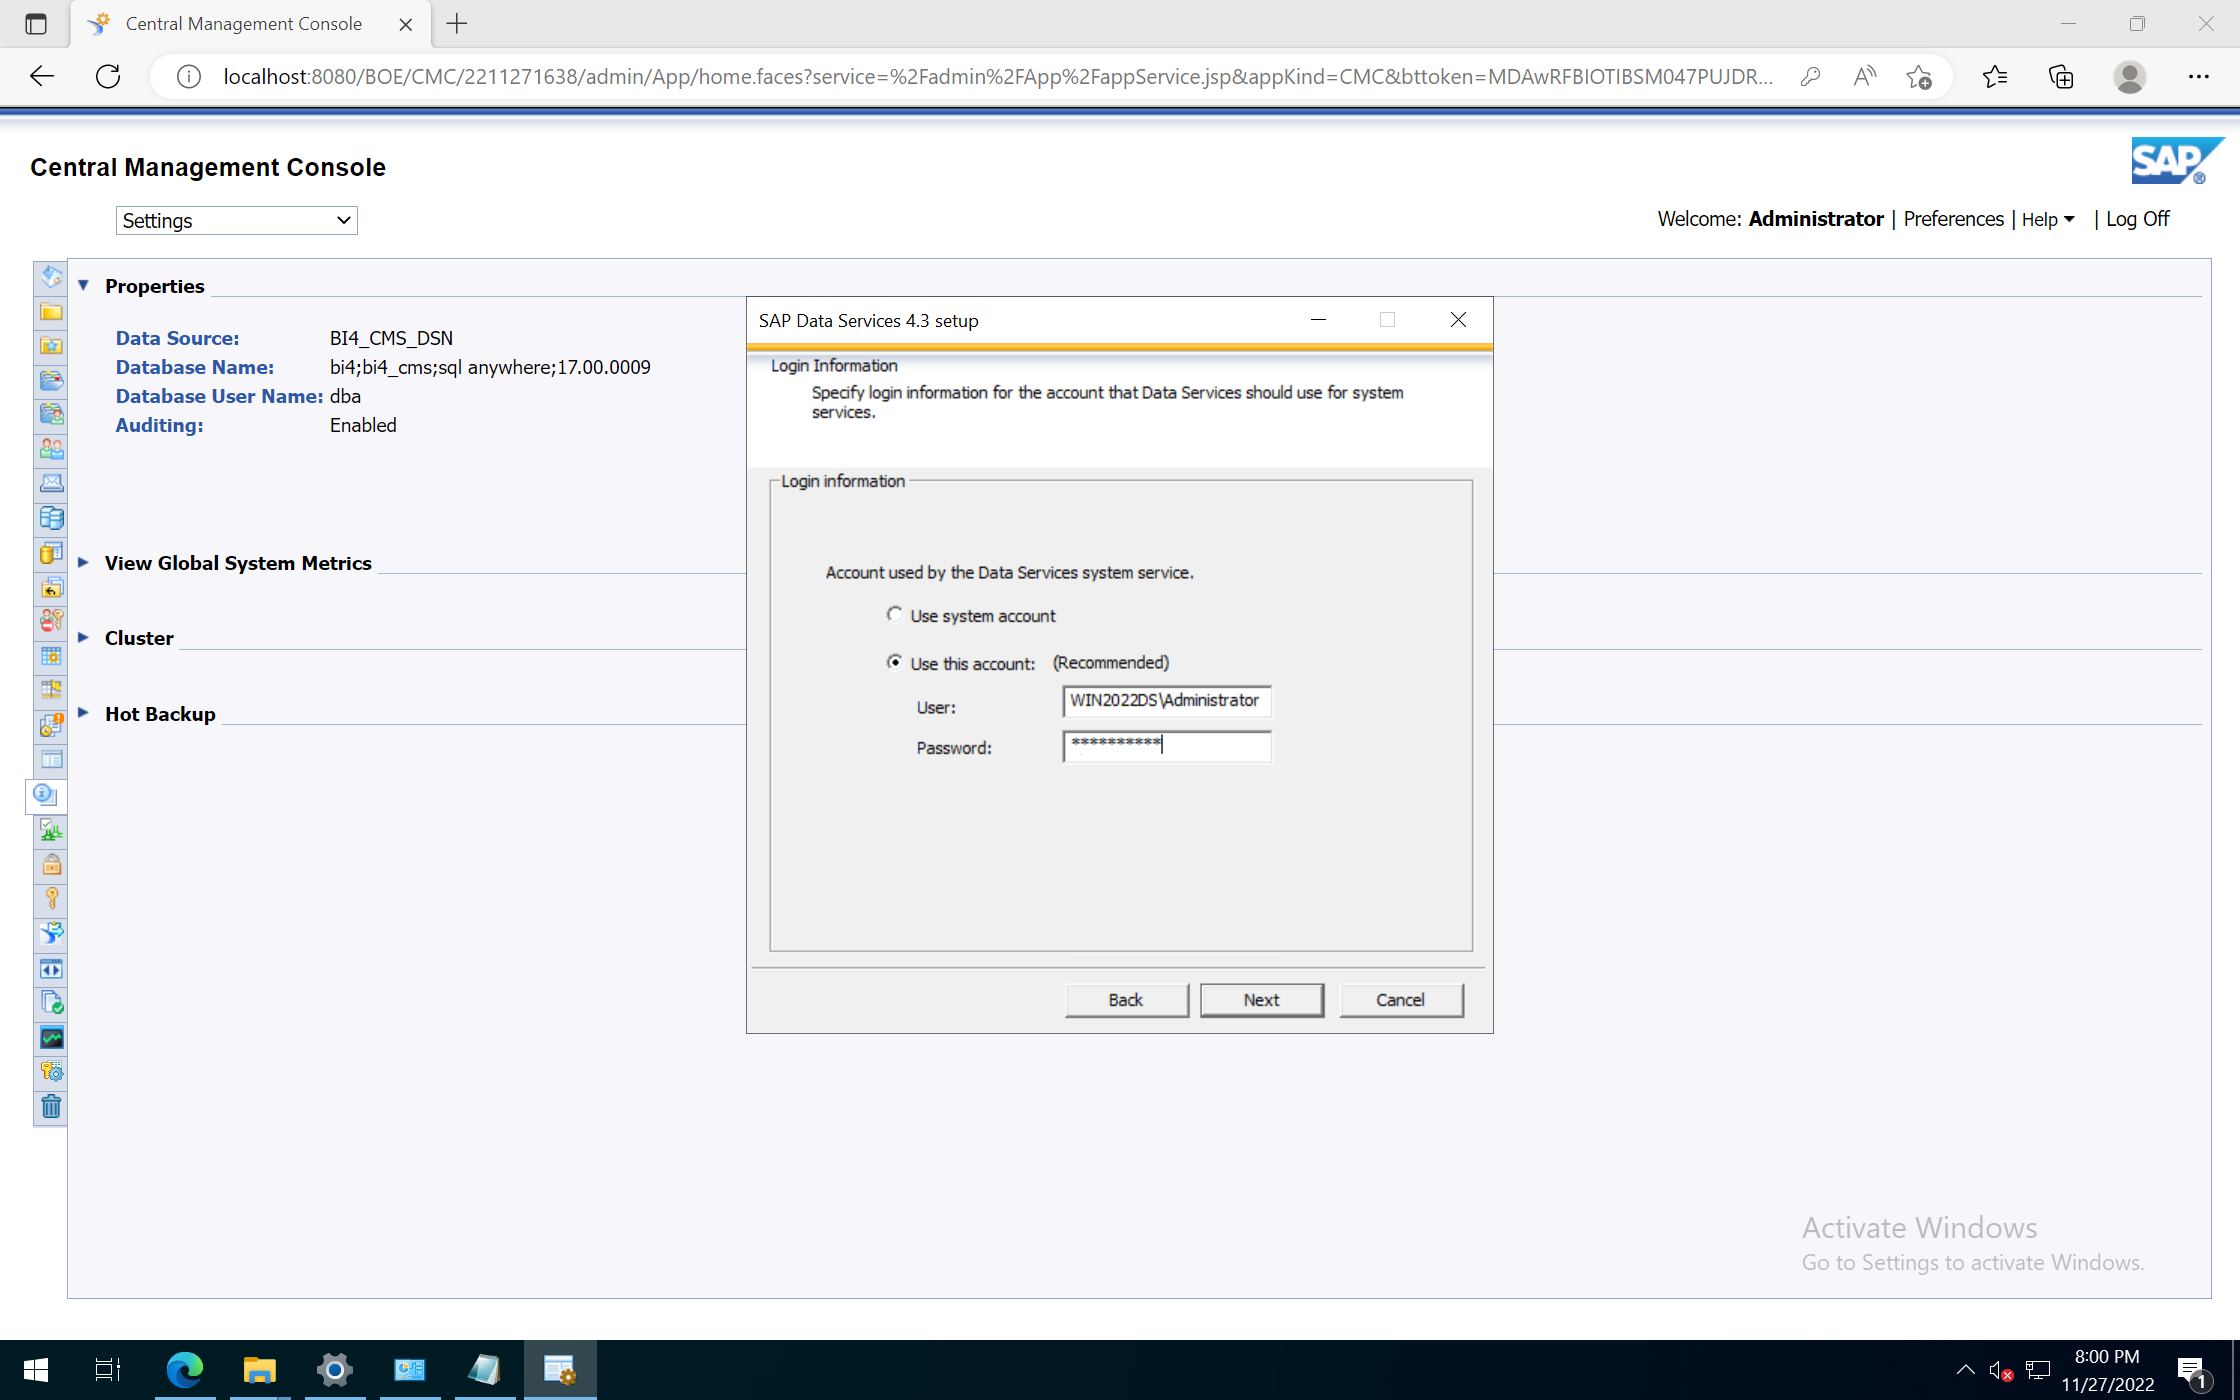 Central Management Console
localhost:8080/BOE/CMC/2211271638/admin/App/home.faces?service=%2Fadmin%2FApp%2FappService.jsp&appKind=CMC&bttoken=MDAwRFBIOTIBSM047PUJDR...
Central Management Console
SAP®
Settings
Welcome: Administrator | Preferences | Help | Log Off
Properties
Data Source: BI4_CMS_DSN
Database Name: bi4;bi4_cms;sql anywhere;17.00.0009
Database User Name: dba
Auditing: Enabled
View Global System Metrics
Cluster
Hot Backup
SAP Data Services 4.3 setup
Login Information
Specify login information for the account that Data Services should use for system
services.
Login information
Account used by the Data Services system service.
Use system account
Use this account: (Recommended)
User: WIN2022DS\Administrator
Password: **********
Back Next Cancel
Activate Windows
Go to Settings to activate Windows.
8:00 PM
11/27/2022
1